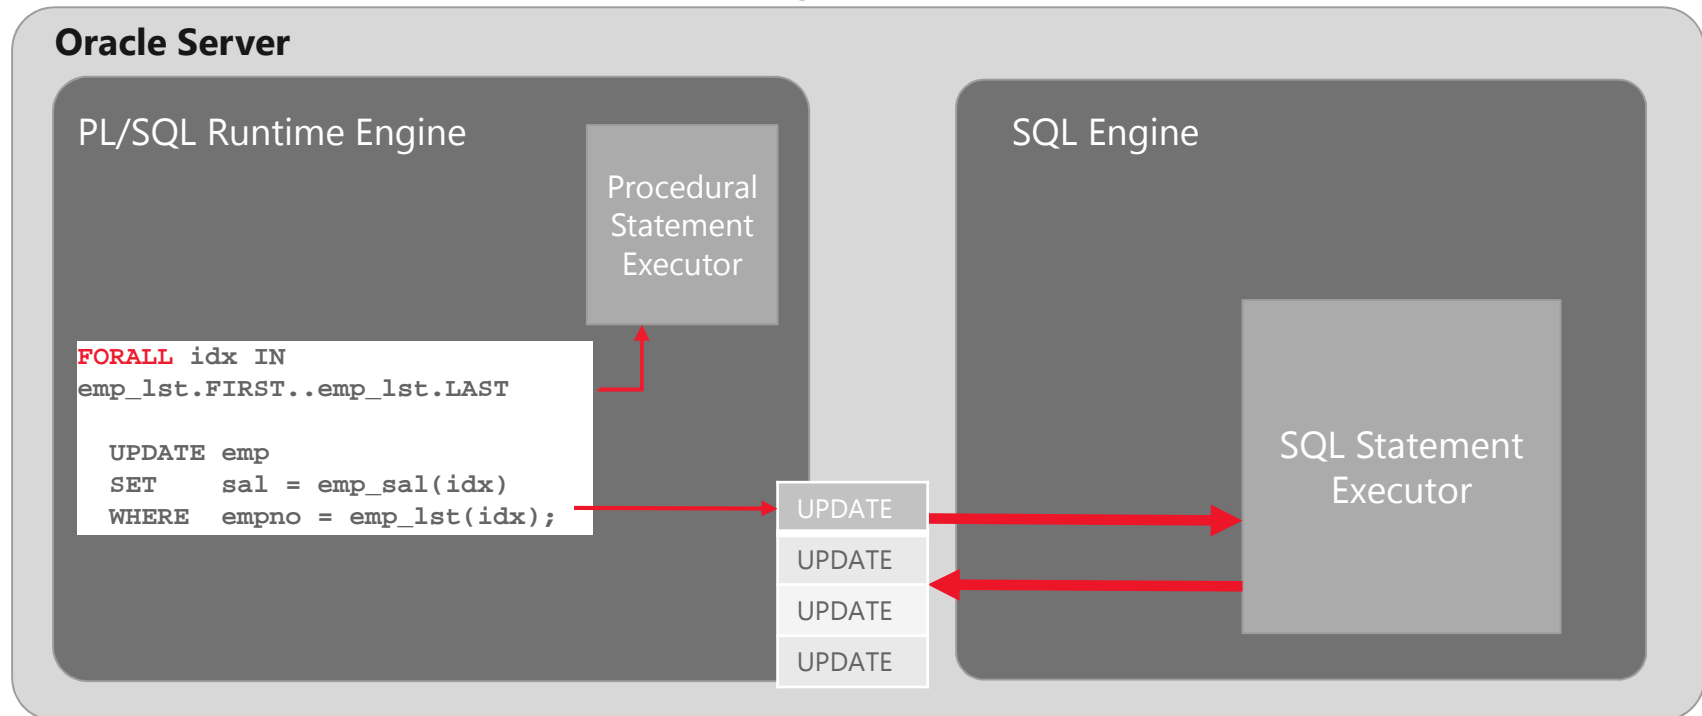 Oracle Server
PL/SQL Runtime Engine
Procedural
Statement
Executor
FORALL idx IN
emp_lst.FIRST..emp_lst.LAST
UPDATE emp
SET sal = emp_sal(idx)
WHERE empno = emp_lst(idx);
UPDATE
UPDATE
UPDATE
UPDATE
SQL Engine
SQL Statement
Executor